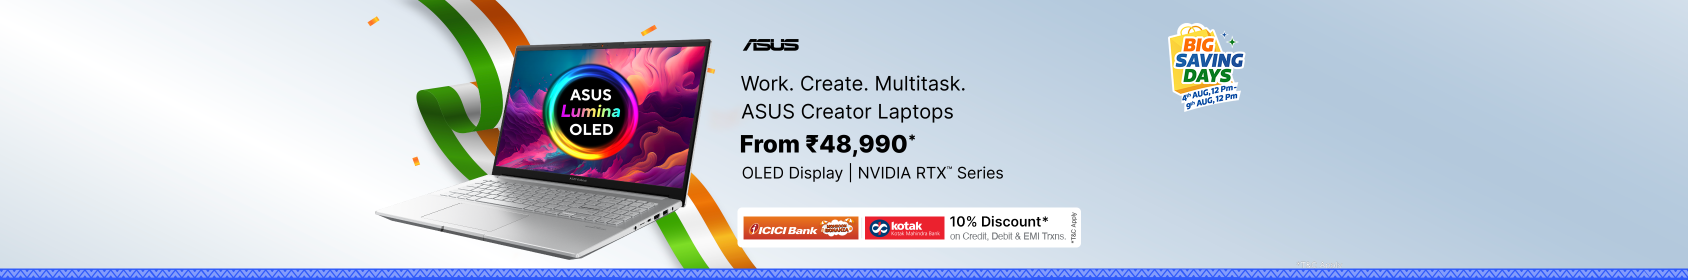 ASUS
Lumina
OLED
ASUS
Work. Create. Multitask.
ASUS Creator Laptops
From ₹48,990*
OLED Display | NVIDIA RTX™ Series
ICICI Bank
kotak
Kotak Mahindra Bank
10% Discount*
on Credit, Debit & EMI Trxns.
*T&C Apply
BIG
SAVING
DAYS
4th AUG, 12 Pm-
9th AUG, 12 Pm